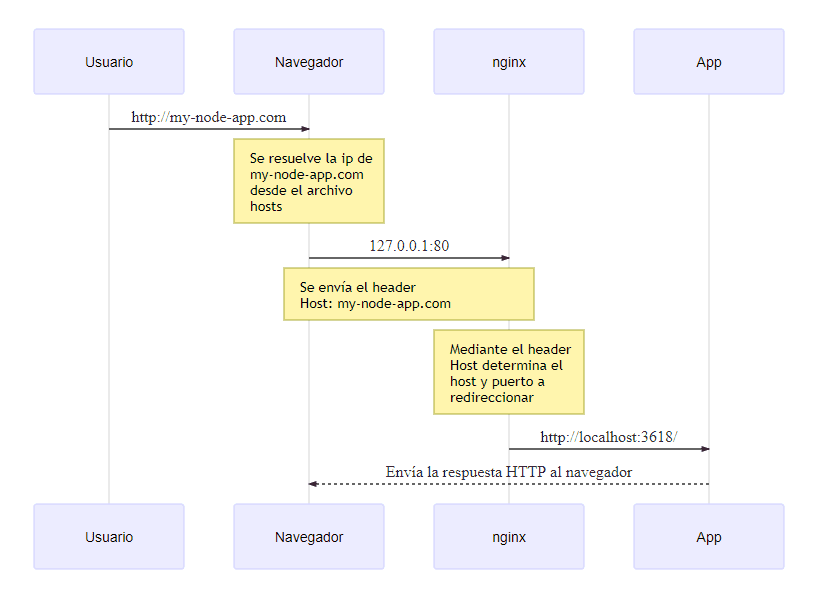 Usuario
Navegador
nginx
App
http://my-node-app.com
Se resuelve la ip de
my-node-app.com
desde el archivo
hosts
127.0.0.1:80
Se envía el header
Host: my-node-app.com
Mediante el header
Host determina el
host y puerto a
redireccionar
http://localhost:3618/
Envía la respuesta HTTP al navegador
Usuario
Navegador
nginx
App